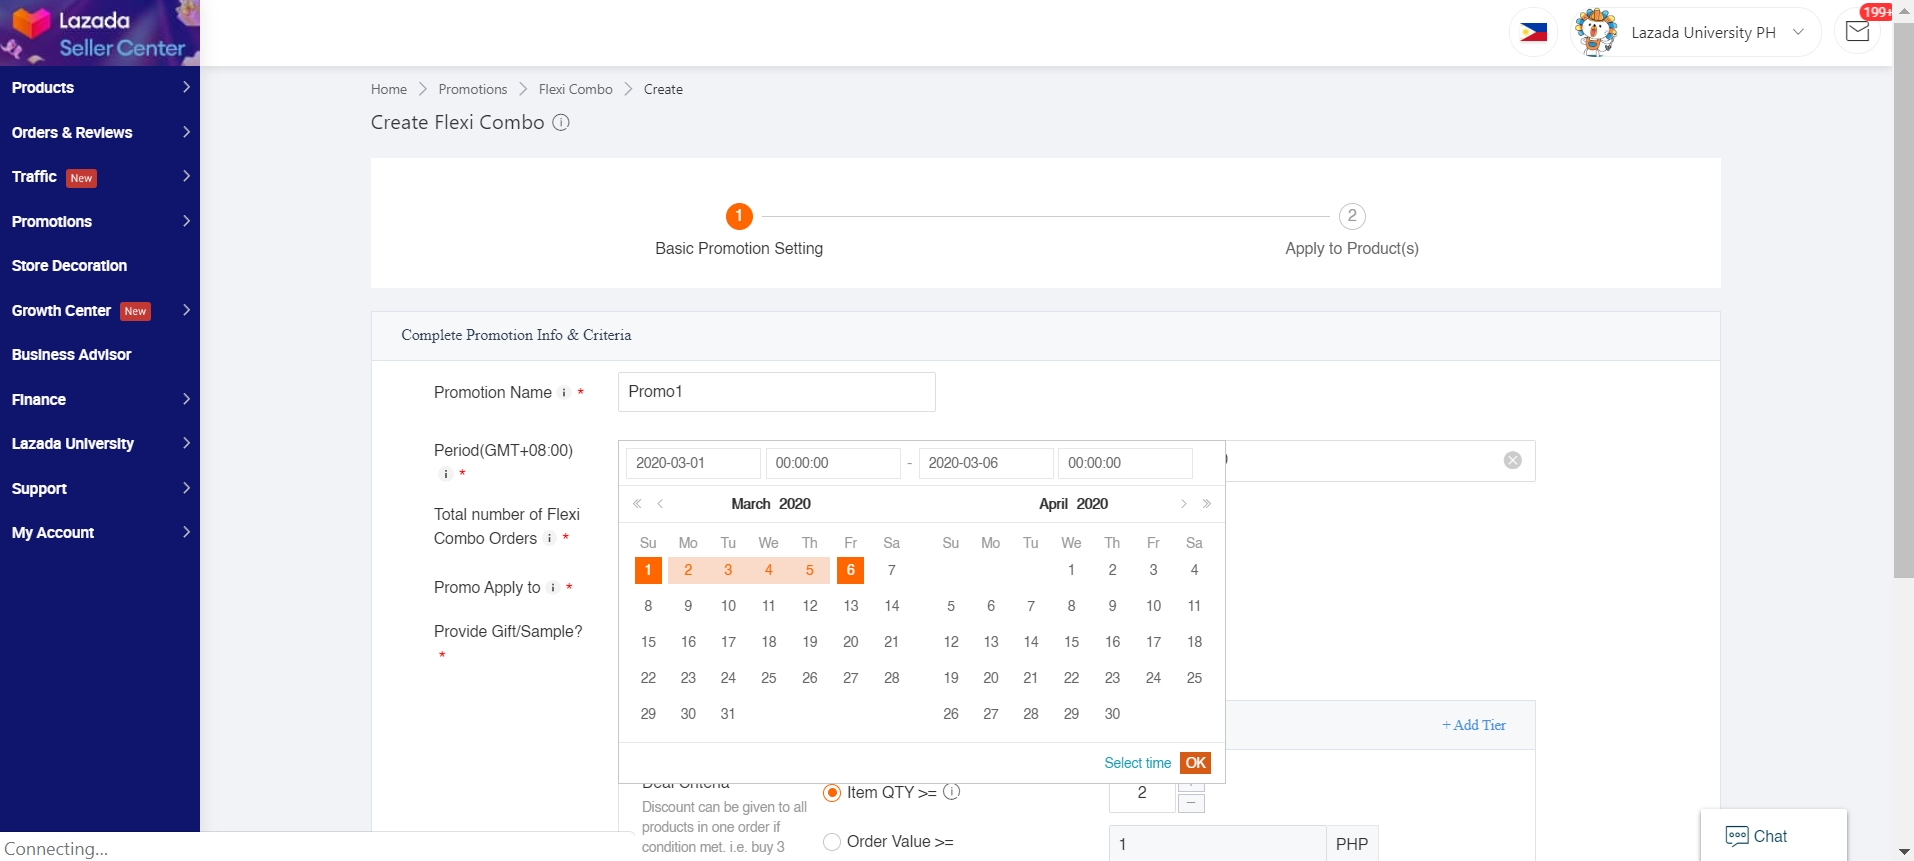 Lazada
Seller Center
Lazada University PH
199+
Products
Orders & Reviews
Traffic New
Promotions
Store Decoration
Growth Center New
Business Advisor
Finance
Lazada University
Support
My Account
Home > Promotions > Flexi Combo > Create
Create Flexi Combo
1
2
Basic Promotion Setting
Apply to Product(s)
Complete Promotion Info & Criteria
Promotion Name i *
Promo1
Period(GMT+08:00)
i *
2020-03-01 00:00:00 - 2020-03-06 00:00:00
« < March 2020
April 2020 > »
Su Mo Tu We Th Fr Sa Su Mo Tu We Th Fr Sa
1 2 3 4 5 6 7 1 2 3 4
8 9 10 11 12 13 14 5 6 7 8 9 10 11
15 16 17 18 19 20 21 12 13 14 15 16 17 18
22 23 24 25 26 27 28 19 20 21 22 23 24 25
29 30 31 26 27 28 29 30
Select time OK
Total number of Flexi
Combo Orders i *
Promo Apply to i *
Provide Gift/Sample?
*
+ Add Tier
Deal Criteria
Discount can be given to all
products in one order if
condition met. i.e. buy 3
Item QTY >=
2
Order Value >=
1 PHP
Chat
Connecting...